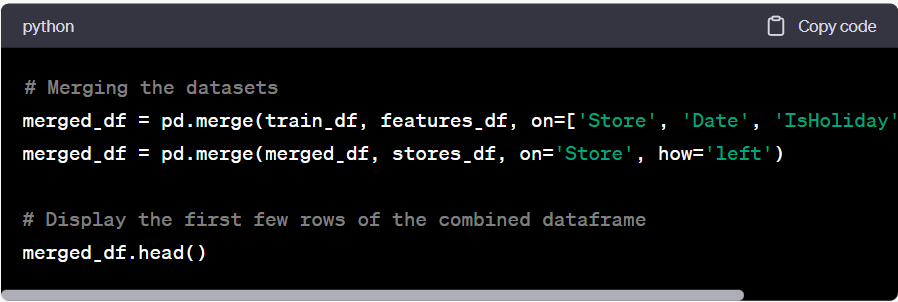 python
Copy code
# Merging the datasets
merged_df = pd.merge(train_df, features_df, on=['Store', 'Date', 'IsHoliday'
merged_df = pd.merge(merged_df, stores_df, on='Store', how='left')
# Display the first few rows of the combined dataframe
merged_df.head()